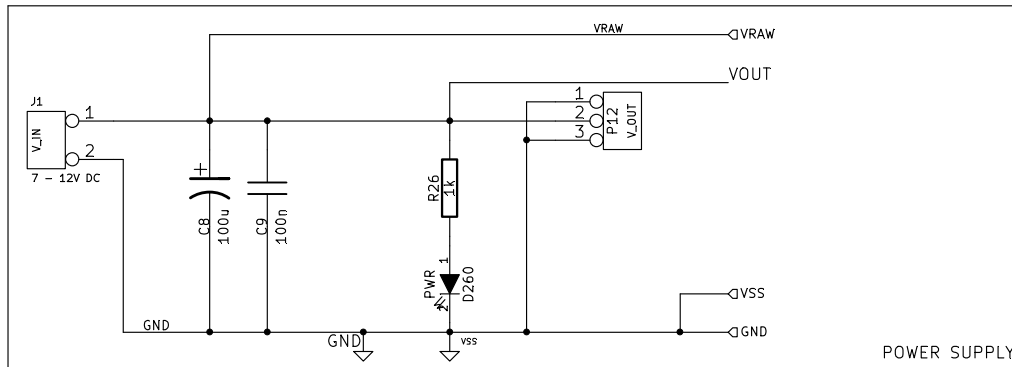 VRAW
VRAW
VOUT
J1
1
V_IN
2
7 - 12V DC
1
2
3
P12
V_OUT
+
C8
100u
C9
100n
R26
1k
1
PWR
D260
2
VSS
GND
GND
GND
VSS
POWER SUPPLY